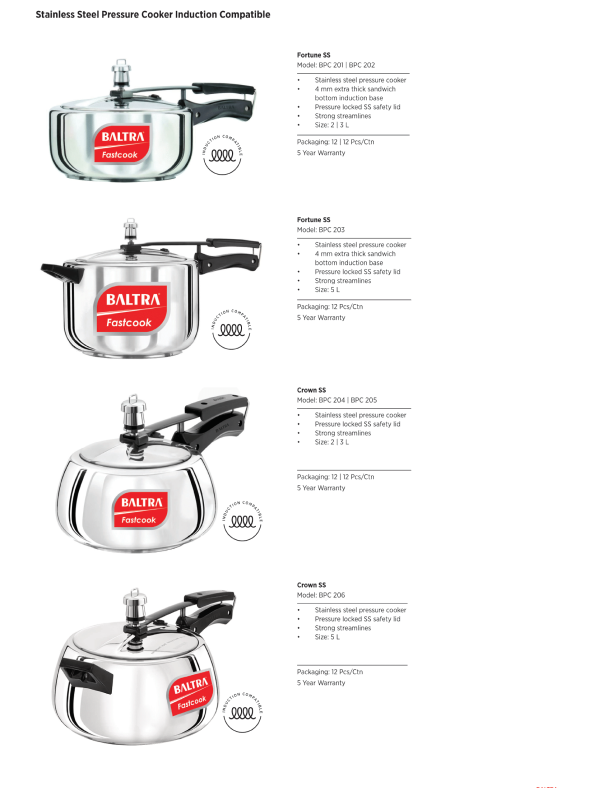 Stainless Steel Pressure Cooker Induction Compatible
Fortune SS
Model: BPC 201 | BPC 202
• Stainless steel pressure cooker
• 4 mm extra thick sandwich
bottom induction base
• Pressure locked SS safety lid
• Strong streamlines
• Size: 2 | 3 L
Packaging: 12 | 12 Pcs/Ctn
5 Year Warranty
BALTRA
Fastcook
INDUCTION COMPATIBLE
Fortune SS
Model: BPC 203
• Stainless steel pressure cooker
• 4 mm extra thick sandwich
bottom induction base
• Pressure locked SS safety lid
• Strong streamlines
• Size: 5 L
Packaging: 12 Pcs/Ctn
5 Year Warranty
BALTRA
Fastcook
INDUCTION COMPATIBLE
Crown SS
Model: BPC 204 | BPC 205
• Stainless steel pressure cooker
• Pressure locked SS safety lid
• Strong streamlines
• Size: 2 | 3 L
Packaging: 12 | 12 Pcs/Ctn
5 Year Warranty
BALTRA
Fastcook
INDUCTION COMPATIBLE
Crown SS
Model: BPC 206
• Stainless steel pressure cooker
• Pressure locked SS safety lid
• Strong streamlines
• Size: 5 L
Packaging: 12 Pcs/Ctn
5 Year Warranty
BALTRA
Fastcook
INDUCTION COMPATIBLE